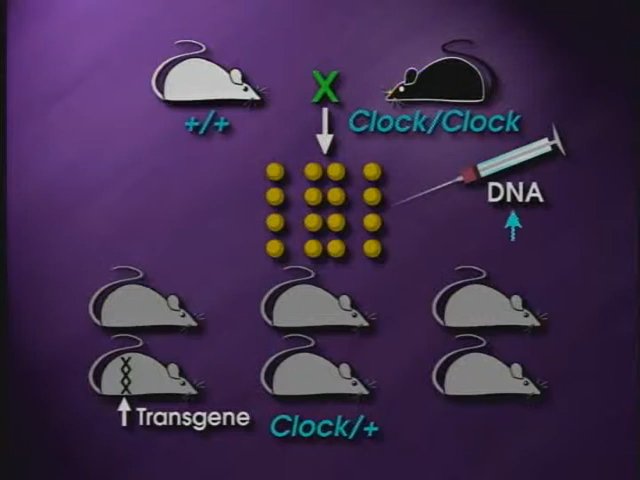 X
+/+
Clock/Clock
DNA
Transgene
Clock/+